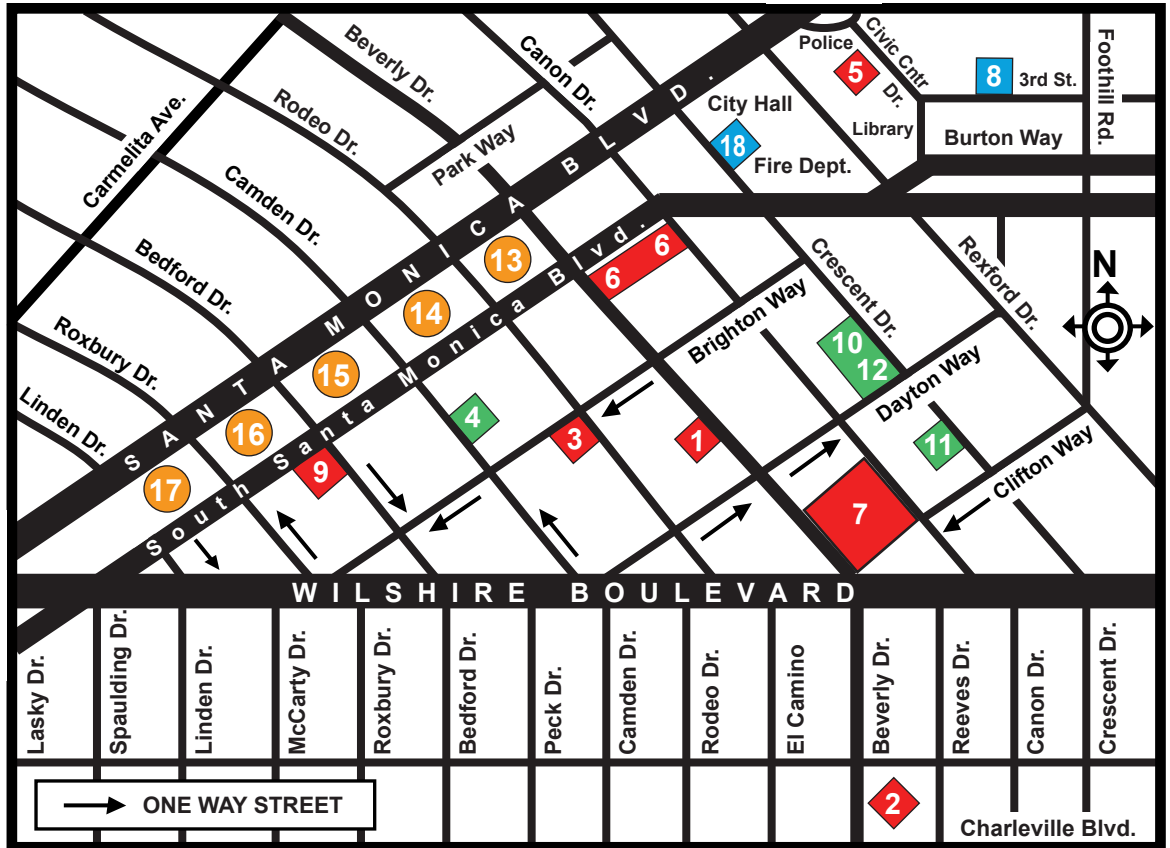 Beverly Dr.
Canon Dr.
Police
5
Civic Cntr
Dr.
8
3rd St.
Foothill Rd.
Carmelita Ave.
Rodeo Dr.
Park Way
City Hall
18
Fire Dept.
Library
Burton Way
Camden Dr.
SANTA MONICA BLVD.
Bedford Dr.
13
6
6
Crescent Dr.
Rexford Dr.
N
Roxbury Dr.
14
South Santa Monica Blvd.
Brighton Way
10
12
Linden Dr.
15
Dayton Way
16
4
3
1
11
17
9
7
Clifton Way
WILSHIRE BOULEVARD
Lasky Dr.
Spaulding Dr.
Linden Dr.
McCarty Dr.
Roxbury Dr.
Bedford Dr.
Peck Dr.
Camden Dr.
Rodeo Dr.
El Camino
Beverly Dr.
Reeves Dr.
Canon Dr.
Crescent Dr.
ONE WAY STREET
2
Charleville Blvd.